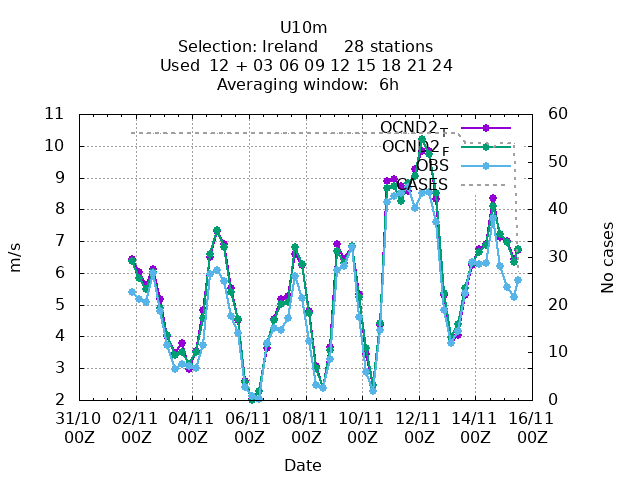 U10m
Selection: Ireland     28 stations
Used  12 + 03 06 09 12 15 18 21 24
Averaging window:  6h
OCND2_T
OCND2_F
OBS
CASES
m/s
11
10
9
8
7
6
5
4
3
2
60
50
40
30
20
10
0
No cases
31/10 02/11 04/11 06/11 08/11 10/11 12/11 14/11 16/11
00Z 00Z 00Z 00Z 00Z 00Z 00Z 00Z 00Z
Date